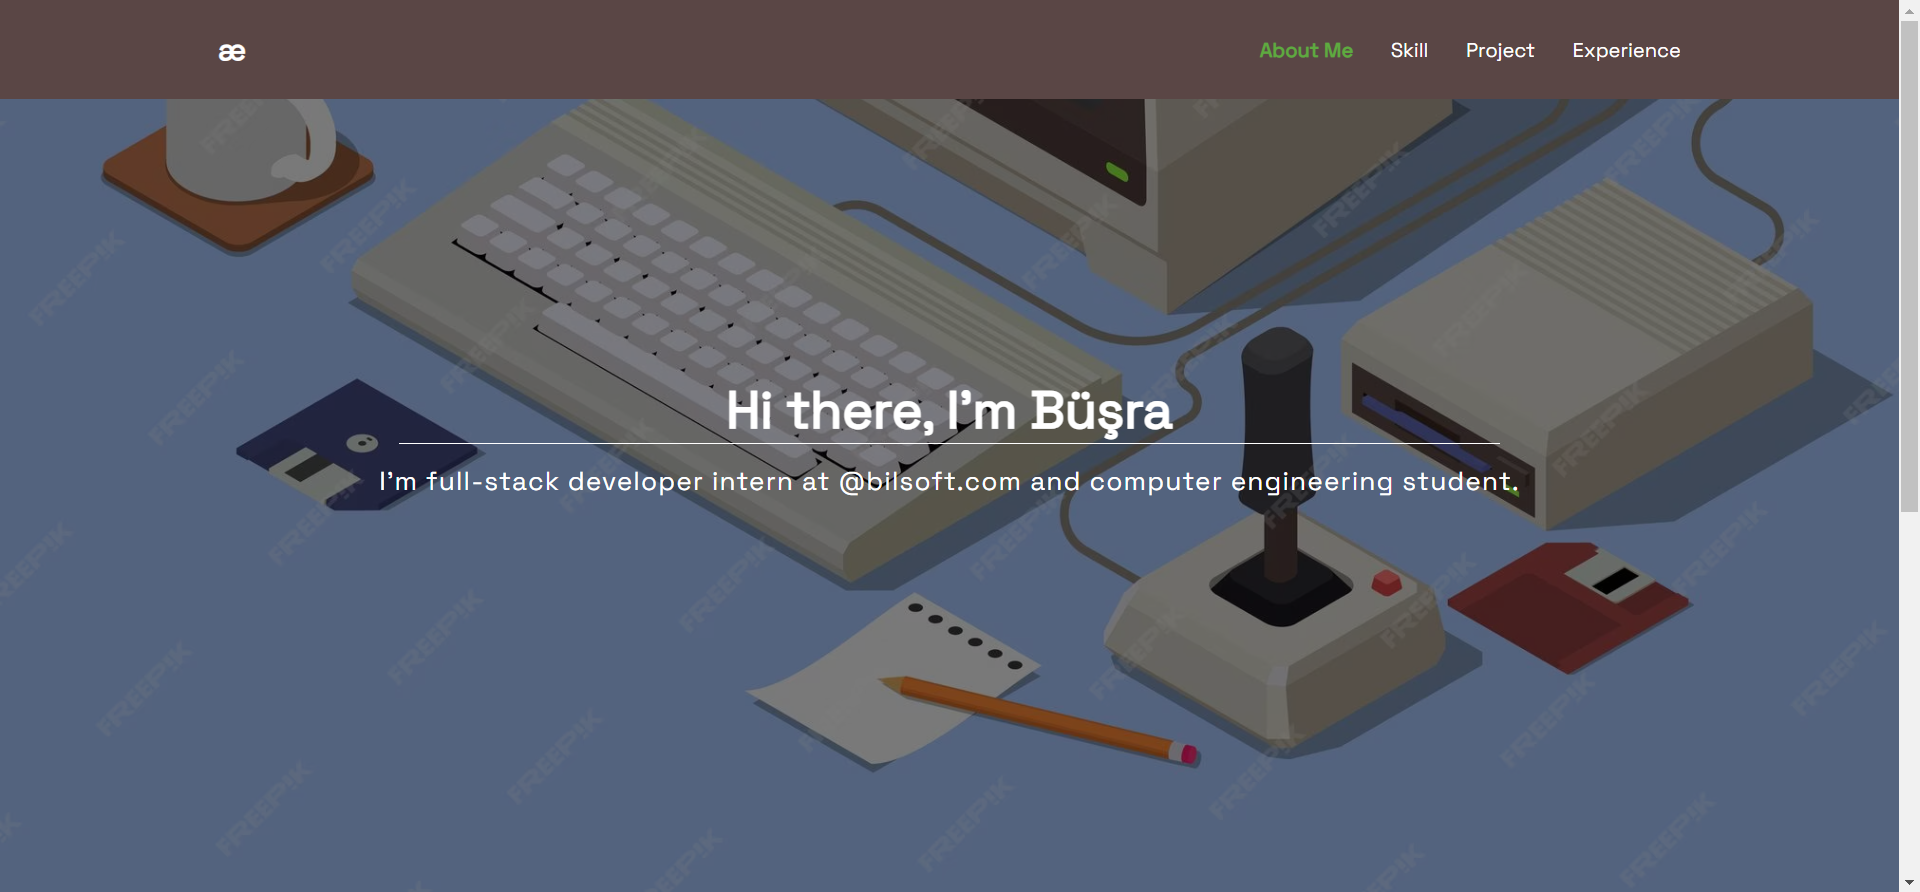 æ
About Me Skill Project Experience
Hi there, I'm Büşra
I'm full-stack developer intern at @bilsoft.com and computer engineering student.
FREEPIK